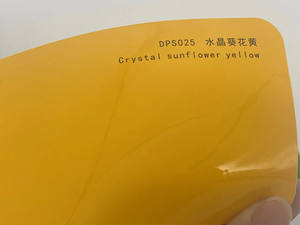 DPS025 水晶葵花黄
Crystal sunflower yellow